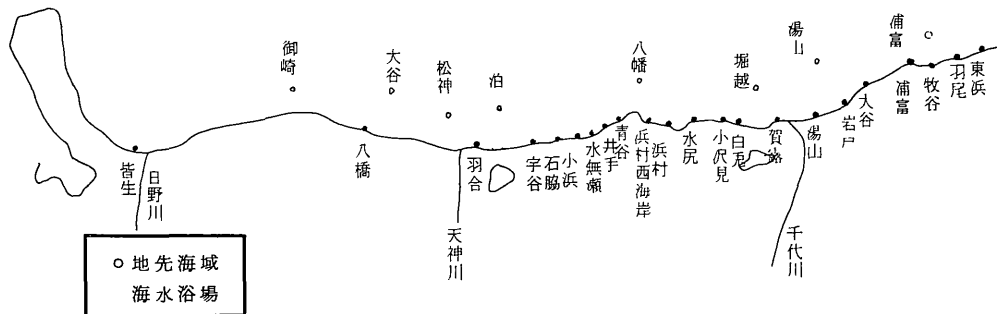 御崎
大谷
松神
泊
八幡
堀越
湯山
浦富
皆生
日野川
八橋
天神川
羽合
宇谷
石脇
小浜
水無瀬
井手
青谷
浜村西海岸
浜村
水尻
小沢見
白兎
賀露
千代川
湯山
岩戸
大谷
浦富
牧谷
羽尾
東浜
○地先海域
海水浴場